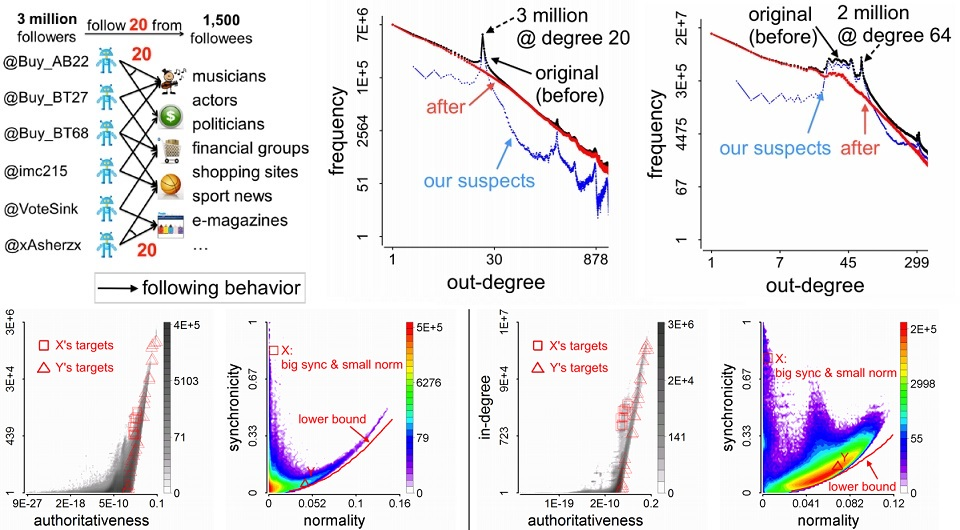 3 million
followers
follow 20 from
1,500
followees
20
@Buy_AB22
@Buy_BT27
@Buy_BT68
@imc215
@VoteSink
@xAsherzx
musicians
actors
politicians
financial groups
shopping sites
sport news
e-magazines
...
20
following behavior
frequency
7E+6
1E+5
2564
51
1
3 million
@ degree 20
original
(before)
after
our suspects
1
30
878
out-degree
frequency
2E+7
3E+5
4475
67
1
original
(before)
2 million
@ degree 64
our suspects
after
1
7
45
299
out-degree
3E+6
3E+4
439
1
X's targets
Y's targets
4E+5
5103
71
0
9E-27
2E-18
5E-10
0.1
authoritativeness
synchronicity
1
0.67
0.33
0
X:
big sync & small norm
lower bound
Y
5E+5
6276
79
0
0
0.052
0.1
0.16
normality
in-degree
1E+7
9E+4
723
1
X's targets
Y's targets
3E+6
2E+4
141
0
1E-19
2E-10
0.2
authoritativeness
synchronicity
1
0.67
0.33
0
X:
big sync & small norm
Y
lower bound
2E+5
2998
55
0
0
0.041
0.082
0.12
normality